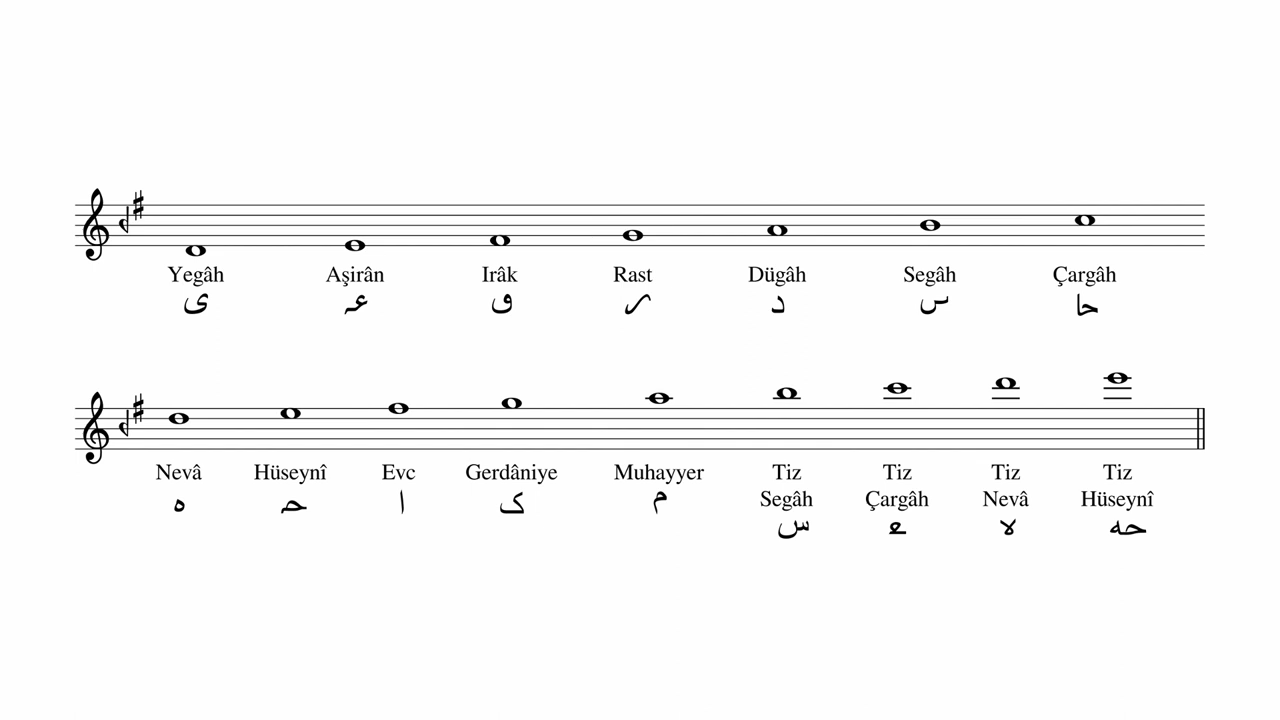 Yegâh Aşirân Irâk Rast Dügâh Segâh Çargâh
ى عـ ق ر د س حا
Nevâ Hüseynî Evc Gerdâniye Muhayyer Tiz Tiz Tiz Tiz
Segâh Çargâh Nevâ Hüseynî
ه حـ ا ک م
س لا حه